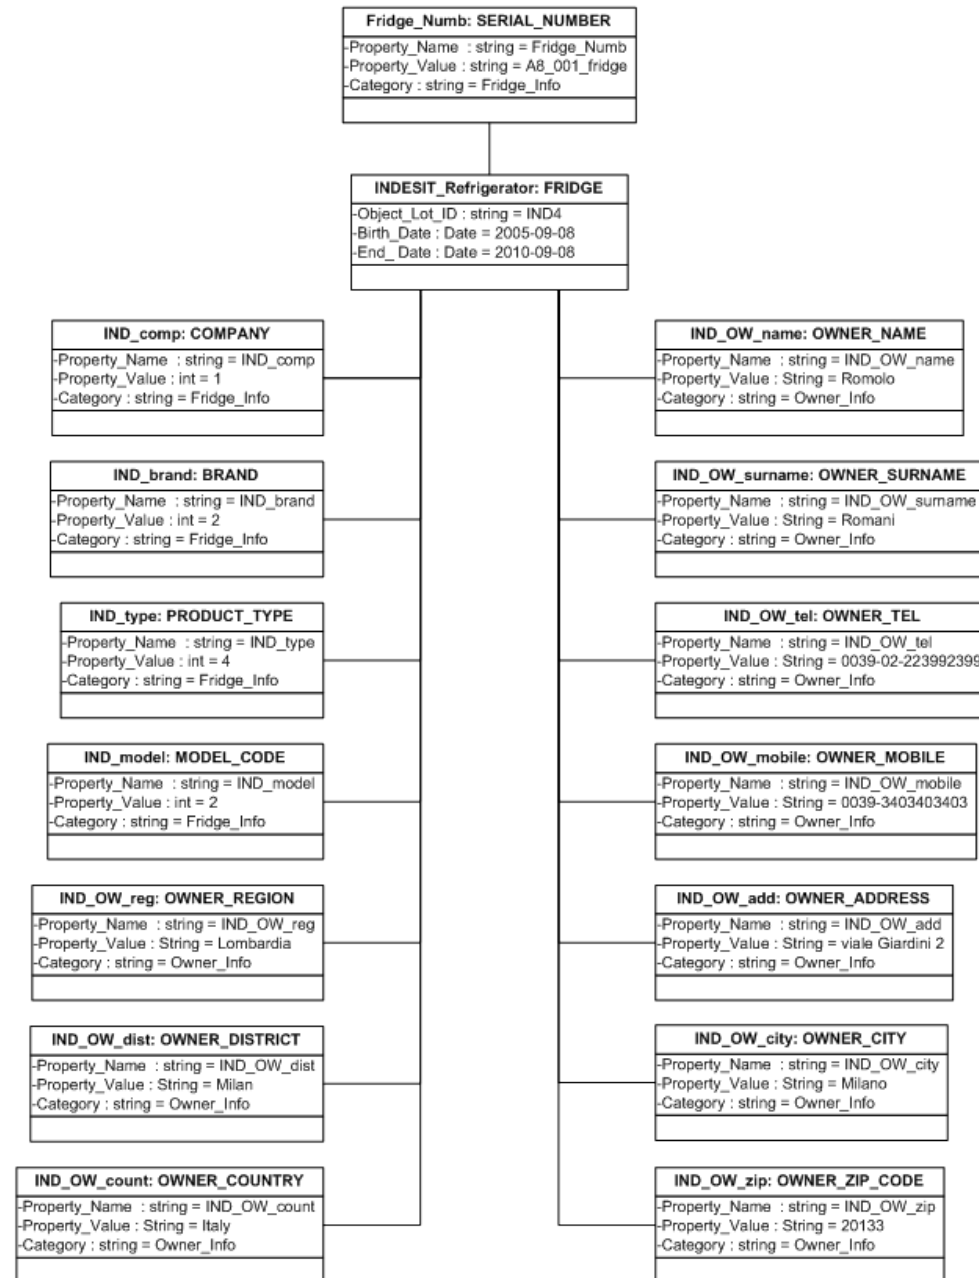 Fridge_Numb: SERIAL_NUMBER
-Property_Name : string = Fridge_Numb
-Property_Value : string = A8_001_fridge
-Category : string = Fridge_Info
INDESIT_Refrigerator: FRIDGE
-Object_Lot_ID : string = IND4
-Birth_Date : Date = 2005-09-08
-End_ Date : Date = 2010-09-08
IND_comp: COMPANY
-Property_Name : string = IND_comp
-Property_Value : int = 1
-Category : string = Fridge_Info
IND_brand: BRAND
-Property_Name : string = IND_brand
-Property_Value : int = 2
-Category : string = Fridge_Info
IND_type: PRODUCT_TYPE
-Property_Name : string = IND_type
-Property_Value : int = 4
-Category : string = Fridge_Info
IND_model: MODEL_CODE
-Property_Name : string = IND_model
-Property_Value : int = 2
-Category : string = Fridge_Info
IND_OW_reg: OWNER_REGION
-Property_Name : string = IND_OW_reg
-Property_Value : String = Lombardia
-Category : string = Owner_Info
IND_OW_dist: OWNER_DISTRICT
-Property_Name : string = IND_OW_dist
-Property_Value : String = Milan
-Category : string = Owner_Info
IND_OW_count: OWNER_COUNTRY
-Property_Name : string = IND_OW_count
-Property_Value : String = Italy
-Category : string = Owner_Info
IND_OW_name: OWNER_NAME
-Property_Name : string = IND_OW_name
-Property_Value : String = Romolo
-Category : string = Owner_Info
IND_OW_surname: OWNER_SURNAME
-Property_Name : string = IND_OW_surname
-Property_Value : String = Romani
-Category : string = Owner_Info
IND_OW_tel: OWNER_TEL
-Property_Name : string = IND_OW_tel
-Property_Value : String = 0039-02-223992399
-Category : string = Owner_Info
IND_OW_mobile: OWNER_MOBILE
-Property_Name : string = IND_OW_mobile
-Property_Value : String = 0039-3403403403
-Category : string = Owner_Info
IND_OW_add: OWNER_ADDRESS
-Property_Name : string = IND_OW_add
-Property_Value : String = viale Giardini 2
-Category : string = Owner_Info
IND_OW_city: OWNER_CITY
-Property_Name : string = IND_OW_city
-Property_Value : String = Milano
-Category : string = Owner_Info
IND_OW_zip: OWNER_ZIP_CODE
-Property_Name : string = IND_OW_zip
-Property_Value : String = 20133
-Category : string = Owner_Info